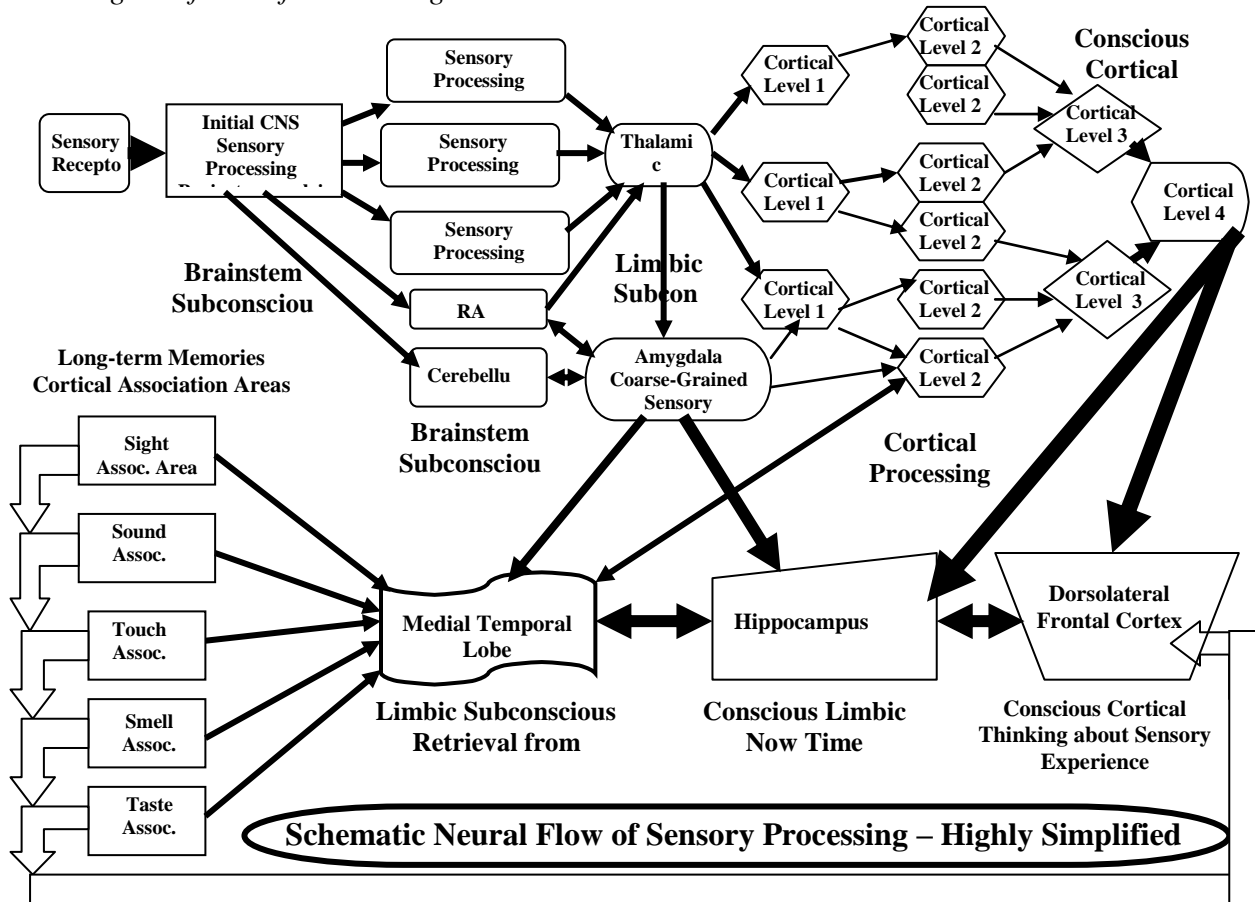 Sensory
Recepto
Initial CNS
Sensory
Processing
Sensory
Processing
Sensory
Processing
Sensory
Processing
RA
Cerebellu
Brainstem
Subconsciou
Brainstem
Subconsciou
Thalami
c
Limbic
Subcon
Amygdala
Coarse-Grained
Sensory
Cortical
Level 1
Cortical
Level 1
Cortical
Level 1
Cortical
Level 2
Cortical
Level 2
Cortical
Level 2
Cortical
Level 2
Cortical
Level 2
Cortical
Level 2
Conscious
Cortical
Cortical
Level 3
Cortical
Level 3
Cortical
Level 4
Cortical
Processing
Long-term Memories
Cortical Association Areas
Sight
Assoc. Area
Sound
Assoc.
Touch
Assoc.
Smell
Assoc.
Taste
Assoc.
Medial Temporal
Lobe
Limbic Subconscious
Retrieval from
Hippocampus
Conscious Limbic
Now Time
Dorsolateral
Frontal Cortex
Conscious Cortical
Thinking about Sensory
Experience
Schematic Neural Flow of Sensory Processing – Highly Simplified